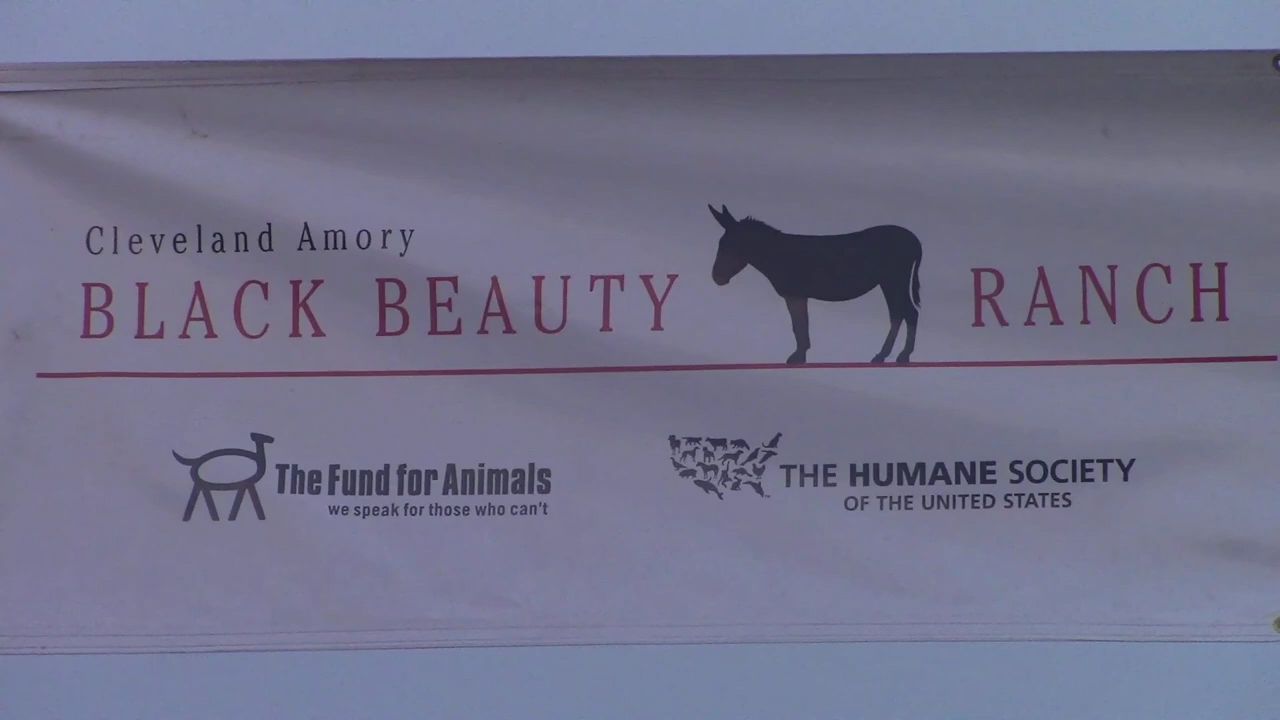 Cleveland Amory
BLACK BEAUTY RANCH
The Fund for Animals
we speak for those who can't
THE HUMANE SOCIETY
OF THE UNITED STATES